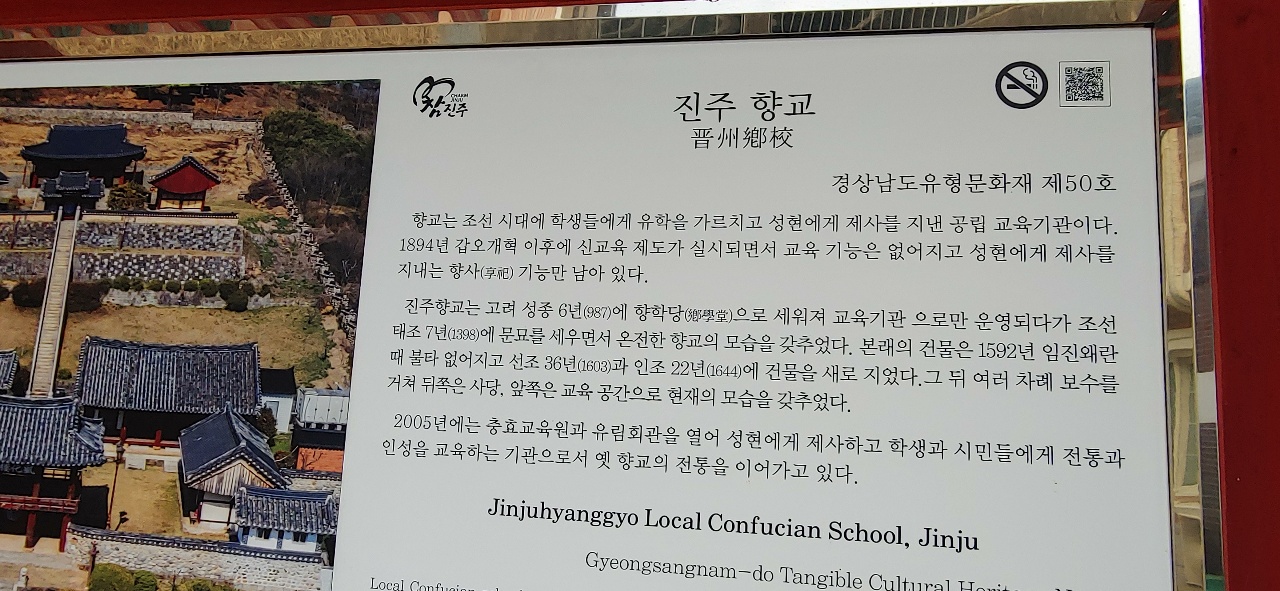 참진주
CHARM
JINJU
진주 향교
晋州鄕校
경상남도유형문화재 제50호
향교는 조선 시대에 학생들에게 유학을 가르치고 성현에게 제사를 지낸 공립 교육기관이다.
1894년 갑오개혁 이후에 신교육 제도가 실시되면서 교육 기능은 없어지고 성현에게 제사를
지내는 향사(享祀) 기능만 남아 있다.
진주향교는 고려 성종 6년(987)에 향학당(鄕學堂)으로 세워져 교육기관 으로만 운영되다가 조선
태조 7년(1398)에 문묘를 세우면서 온전한 향교의 모습을 갖추었다. 본래의 건물은 1592년 임진왜란
때 불타 없어지고 선조 36년(1603)과 인조 22년(1644)에 건물을 새로 지었다.그 뒤 여러 차례 보수를
거쳐 뒤쪽은 사당, 앞쪽은 교육 공간으로 현재의 모습을 갖추었다.
2005년에는 충효교육원과 유림회관을 열어 성현에게 제사하고 학생과 시민들에게 전통과
인성을 교육하는 기관으로서 옛 향교의 전통을 이어가고 있다.
Jinjuhyanggyo Local Confucian School, Jinju
Gyeongsangnam-do Tangible Cultural Heritage
Local Confucian